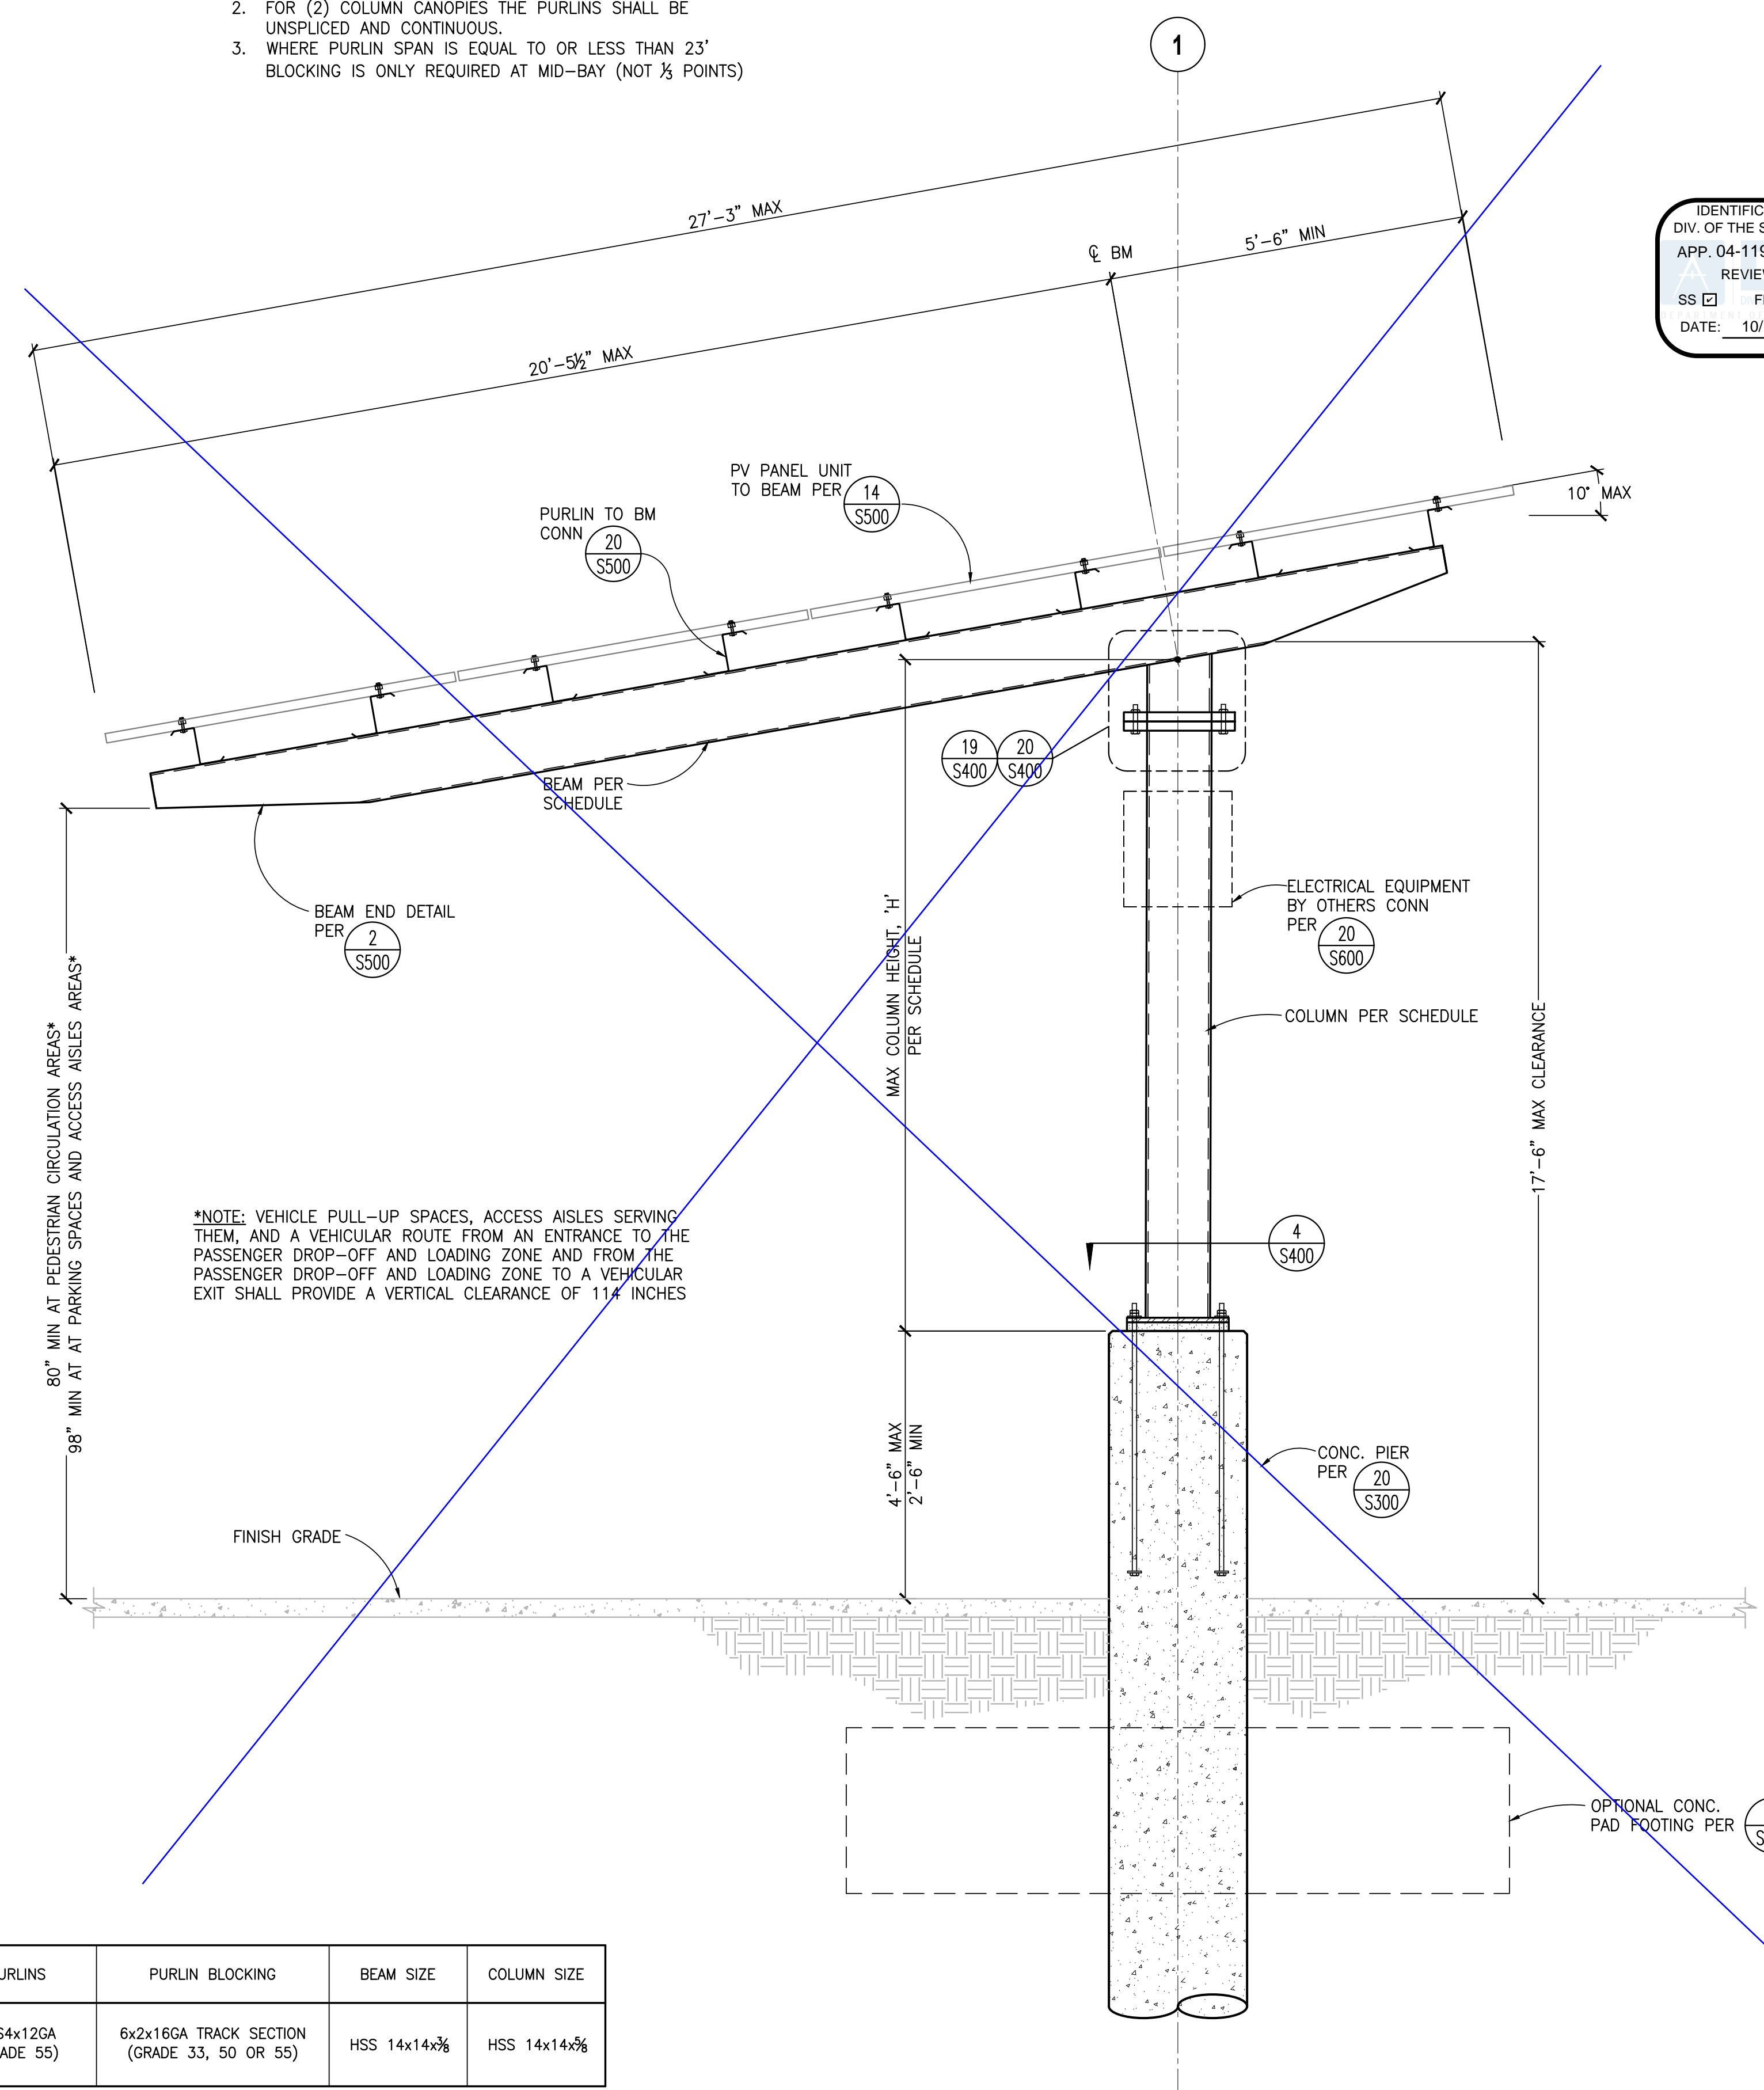 2. FOR (2) COLUMN CANOPIES THE PURLINS SHALL BE
UNSPLICED AND CONTINUOUS.
3. WHERE PURLIN SPAN IS EQUAL TO OR LESS THAN 23'
BLOCKING IS ONLY REQUIRED AT MID-BAY (NOT ⅓ POINTS)
1
27'-3" MAX
℄ BM
5'-6" MIN
20'-5½" MAX
IDENTIFIC
DIV. OF THE S
APP. 04-119
REVIE
SS ☑ F
DATE: 10/
PV PANEL UNIT
TO BEAM PER
14
S500
10° MAX
PURLIN TO BM
CONN
20
S500
19
S400
20
S400
BEAM PER
SCHEDULE
BEAM END DETAIL
PER
2
S500
ELECTRICAL EQUIPMENT
BY OTHERS CONN
PER
20
S600
MAX COLUMN HEIGHT, 'H'
PER SCHEDULE
COLUMN PER SCHEDULE
17'-6" MAX CLEARANCE
80" MIN AT PEDESTRIAN CIRCULATION AREAS*
98" MIN AT AT PARKING SPACES AND ACCESS AISLES AREAS*
*NOTE: VEHICLE PULL-UP SPACES, ACCESS AISLES SERVING
THEM, AND A VEHICULAR ROUTE FROM AN ENTRANCE TO THE
PASSENGER DROP-OFF AND LOADING ZONE AND FROM THE
PASSENGER DROP-OFF AND LOADING ZONE TO A VEHICULAR
EXIT SHALL PROVIDE A VERTICAL CLEARANCE OF 114 INCHES
4
S400
4'-6" MAX
2'-6" MIN
CONC. PIER
PER
20
S300
FINISH GRADE
OPTIONAL CONC.
PAD FOOTING PER
S
URLINS
PURLIN BLOCKING
BEAM SIZE
COLUMN SIZE
S4x12GA
ADE 55)
6x2x16GA TRACK SECTION
(GRADE 33, 50 OR 55)
HSS 14x14x⅜
HSS 14x14x⅝